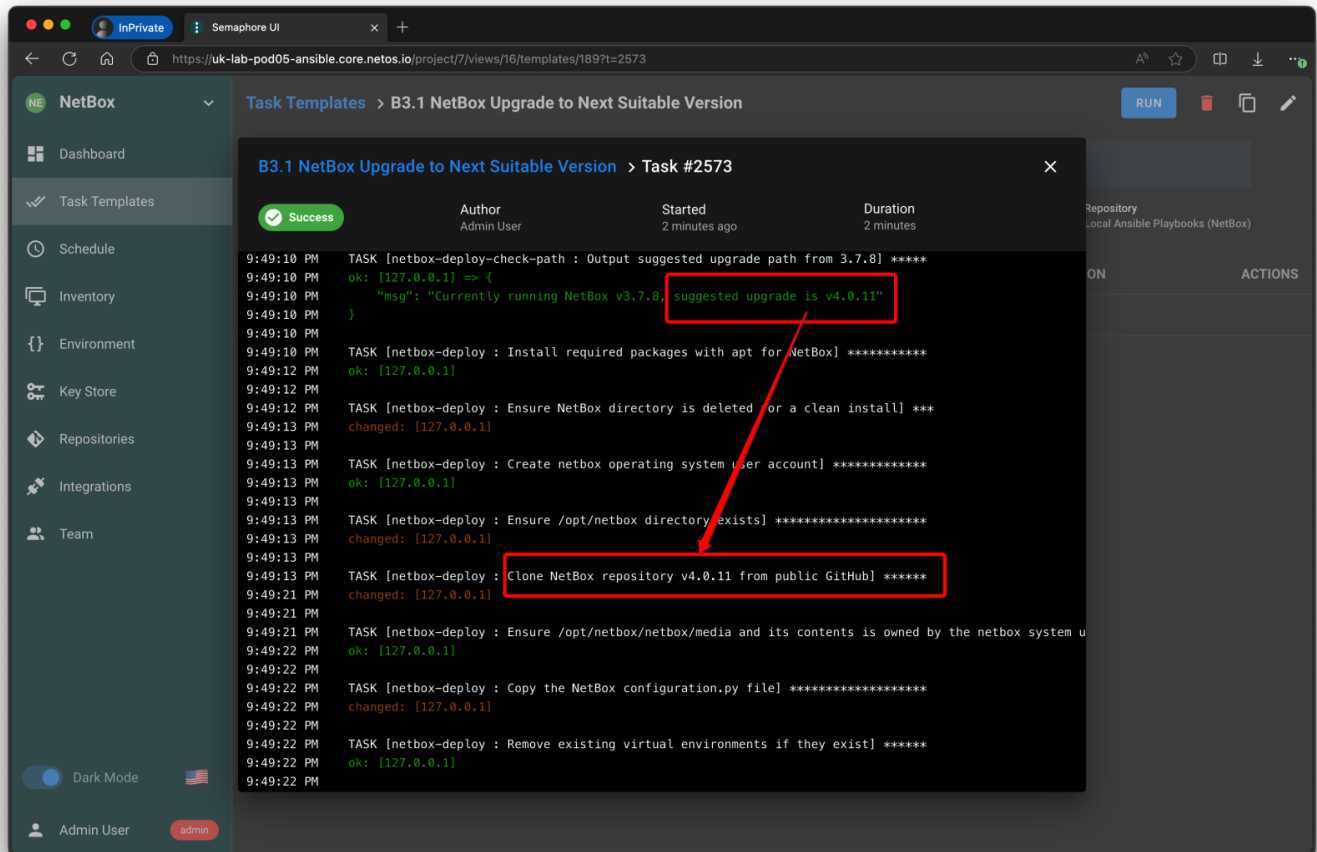 InPrivate
Semaphore UI
https://uk-lab-pod05-ansible.core.netos.io/project/7/views/16/templates/189?t=2573
NE NetBox
Task Templates > B3.1 NetBox Upgrade to Next Suitable Version
RUN
Dashboard
Task Templates
Schedule
Inventory
Environment
Key Store
Repositories
Integrations
Team
Dark Mode
Admin User admin
Repository
Local Ansible Playbooks (NetBox)
ON ACTIONS
B3.1 NetBox Upgrade to Next Suitable Version > Task #2573
Success
Author
Admin User
Started
2 minutes ago
Duration
2 minutes
9:49:10 PM TASK [netbox-deploy-check-path : Output suggested upgrade path from 3.7.8] *****
9:49:10 PM ok: [127.0.0.1] => {
9:49:10 PM "msg": "Currently running NetBox v3.7.8, suggested upgrade is v4.0.11"
9:49:10 PM }
9:49:10 PM
9:49:10 PM TASK [netbox-deploy : Install required packages with apt for NetBox] ***********
9:49:12 PM ok: [127.0.0.1]
9:49:12 PM
9:49:12 PM TASK [netbox-deploy : Ensure NetBox directory is deleted for a clean install] ***
9:49:13 PM changed: [127.0.0.1]
9:49:13 PM
9:49:13 PM TASK [netbox-deploy : Create netbox operating system user account] *************
9:49:13 PM ok: [127.0.0.1]
9:49:13 PM
9:49:13 PM TASK [netbox-deploy : Ensure /opt/netbox directory exists] *********************
9:49:13 PM changed: [127.0.0.1]
9:49:13 PM
9:49:13 PM TASK [netbox-deploy : Clone NetBox repository v4.0.11 from public GitHub] ******
9:49:21 PM changed: [127.0.0.1]
9:49:21 PM
9:49:21 PM TASK [netbox-deploy : Ensure /opt/netbox/netbox/media and its contents is owned by the netbox system u
9:49:21 PM ok: [127.0.0.1]
9:49:22 PM
9:49:22 PM TASK [netbox-deploy : Copy the NetBox configuration.py file] *******************
9:49:22 PM changed: [127.0.0.1]
9:49:22 PM
9:49:22 PM TASK [netbox-deploy : Remove existing virtual environments if they exist] ******
9:49:22 PM ok: [127.0.0.1]
9:49:22 PM